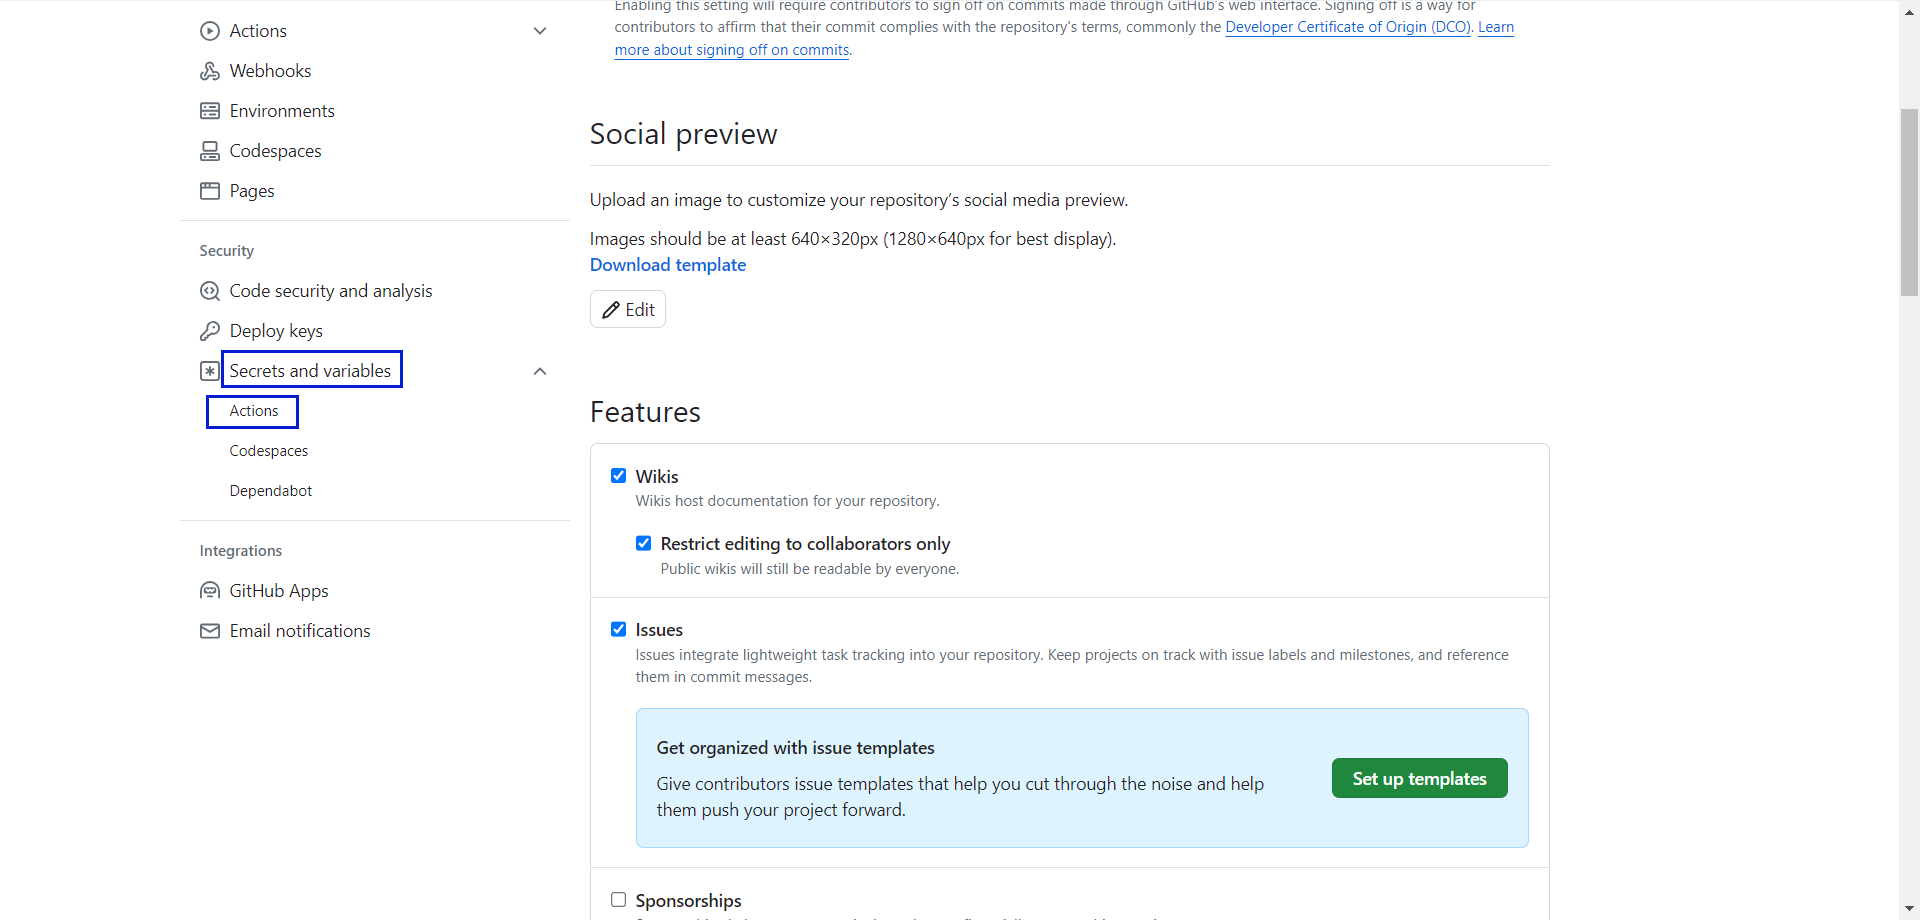 Actions
Webhooks
Environments
Codespaces
Pages
Security
Code security and analysis
Deploy keys
Secrets and variables
Actions
Codespaces
Dependabot
Integrations
GitHub Apps
Email notifications
Enabling this setting will require contributors to sign off on commits made through GitHub's web interface. Signing off is a way for
contributors to affirm that their commit complies with the repository's terms, commonly the Developer Certificate of Origin (DCO). Learn
more about signing off on commits.
Social preview
Upload an image to customize your repository's social media preview.
Images should be at least 640×320px (1280×640px for best display).
Download template
Edit
Features
Wikis
Wikis host documentation for your repository.
Restrict editing to collaborators only
Public wikis will still be readable by everyone.
Issues
Issues integrate lightweight task tracking into your repository. Keep projects on track with issue labels and milestones, and reference
them in commit messages.
Get organized with issue templates
Give contributors issue templates that help you cut through the noise and help
them push your project forward.
Set up templates
Sponsorships